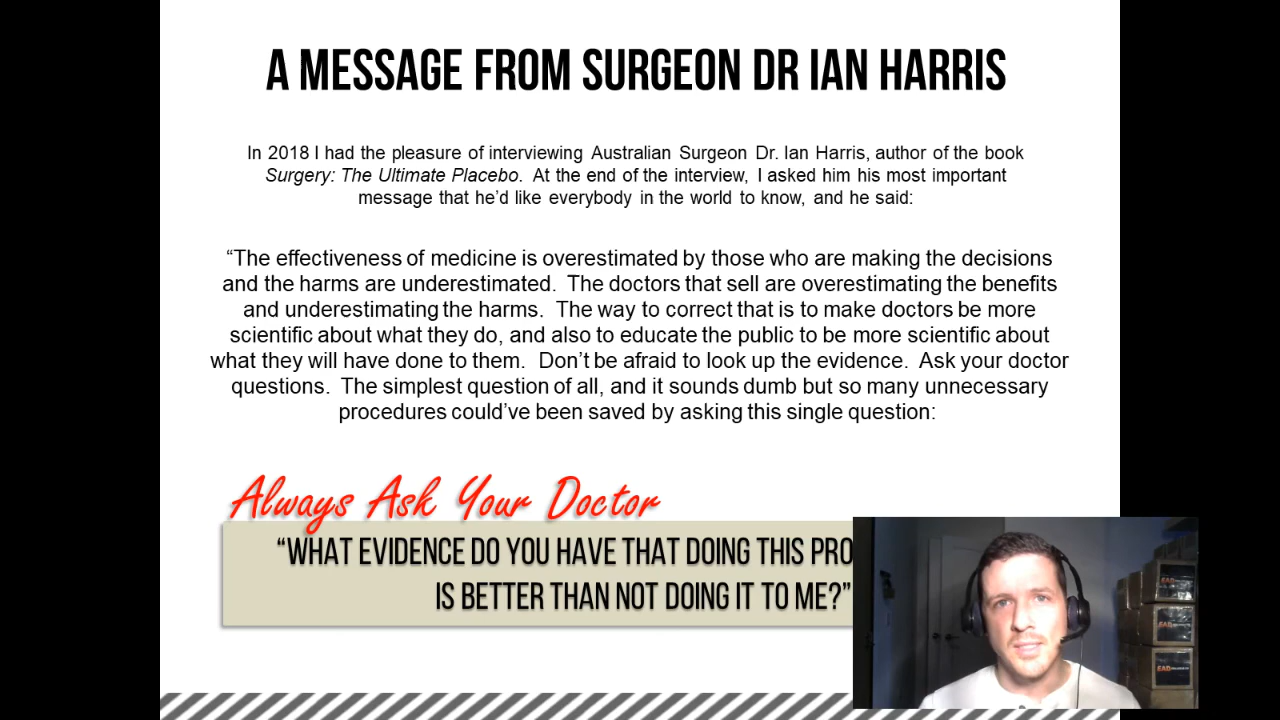 A MESSAGE FROM SURGEON DR IAN HARRIS
In 2018 I had the pleasure of interviewing Australian Surgeon Dr. Ian Harris, author of the book
Surgery: The Ultimate Placebo. At the end of the interview, I asked him his most important
message that he'd like everybody in the world to know, and he said:
“The effectiveness of medicine is overestimated by those who are making the decisions
and the harms are underestimated. The doctors that sell are overestimating the benefits
and underestimating the harms. The way to correct that is to make doctors be more
scientific about what they do, and also to educate the public to be more scientific about
what they will have done to them. Don’t be afraid to look up the evidence. Ask your doctor
questions. The simplest question of all, and it sounds dumb but so many unnecessary
procedures could’ve been saved by asking this single question:
Always Ask Your Doctor
“WHAT EVIDENCE DO YOU HAVE THAT DOING THIS PRO
IS BETTER THAN NOT DOING IT TO ME?”
EAD
EAD
EAD